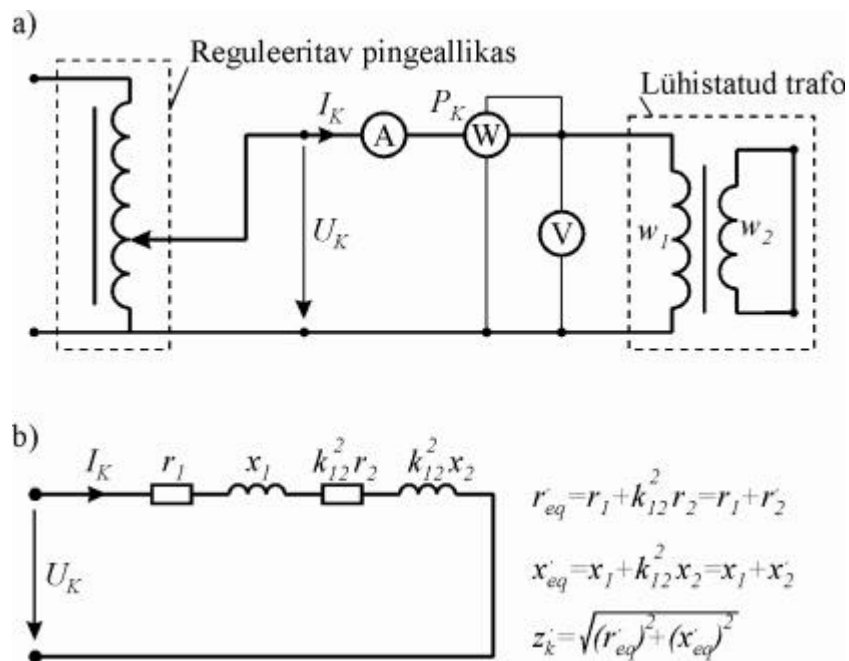 a)
Reguleeritav pingeallikas
Lühistatud trafo
I_K
P_K
A
W
U_K
V
w_1
w_2
b)
I_K
r_1
x_1
k_12^2 r_2
k_12^2 x_2
U_K
r'_eq=r_1+k_12^2 r_2=r_1+r'_2
x'_eq=x_1+k_12^2 x_2=x_1+x'_2
z'_k=√((r'_eq)^2+(x'_eq)^2)